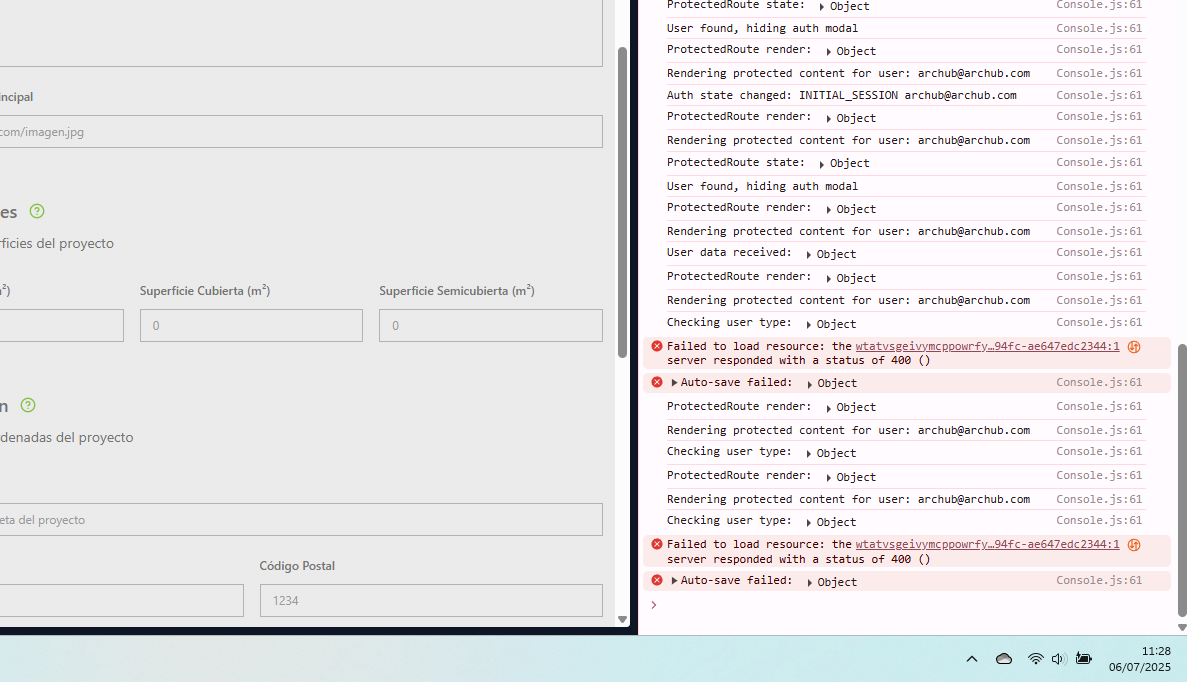 incipal
com/imagen.jpg
es
ficies del proyecto
²)
Superficie Cubierta (m²)
Superficie Semicubierta (m²)
0
0
n
denadas del proyecto
eta del proyecto
Código Postal
1234
ProtectedRoute state: Object Console.js:61
User found, hiding auth modal Console.js:61
ProtectedRoute render: Object Console.js:61
Rendering protected content for user: archub@archub.com Console.js:61
Auth state changed: INITIAL_SESSION archub@archub.com Console.js:61
ProtectedRoute render: Object Console.js:61
Rendering protected content for user: archub@archub.com Console.js:61
ProtectedRoute state: Object Console.js:61
User found, hiding auth modal Console.js:61
ProtectedRoute render: Object Console.js:61
Rendering protected content for user: archub@archub.com Console.js:61
User data received: Object Console.js:61
ProtectedRoute render: Object Console.js:61
Rendering protected content for user: archub@archub.com Console.js:61
Checking user type: Object Console.js:61
Failed to load resource: the wtatvsgeivymcppowrfy…94fc-ae647edc2344:1
server responded with a status of 400 ()
Auto-save failed: Object Console.js:61
ProtectedRoute render: Object Console.js:61
Rendering protected content for user: archub@archub.com Console.js:61
Checking user type: Object Console.js:61
ProtectedRoute render: Object Console.js:61
Rendering protected content for user: archub@archub.com Console.js:61
Checking user type: Object Console.js:61
Failed to load resource: the wtatvsgeivymcppowrfy…94fc-ae647edc2344:1
server responded with a status of 400 ()
Auto-save failed: Object Console.js:61
11:28
06/07/2025